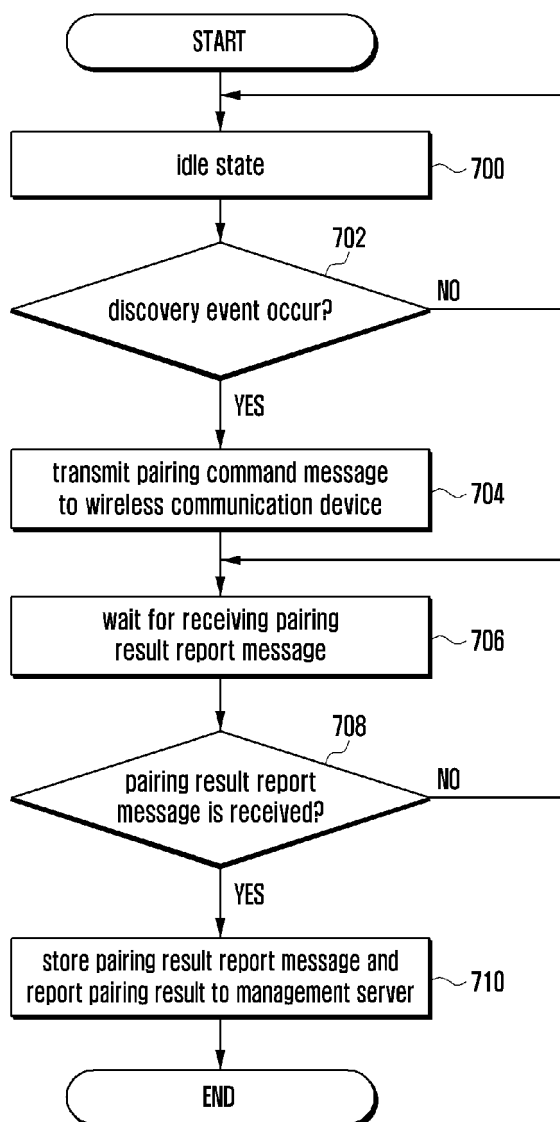 START
idle state
700
702
discovery event occur?
NO
YES
transmit pairing command message
to wireless communication device
704
wait for receiving pairing
result report message
706
708
pairing result report
message is received?
NO
YES
store pairing result report message and
report pairing result to management server
710
END